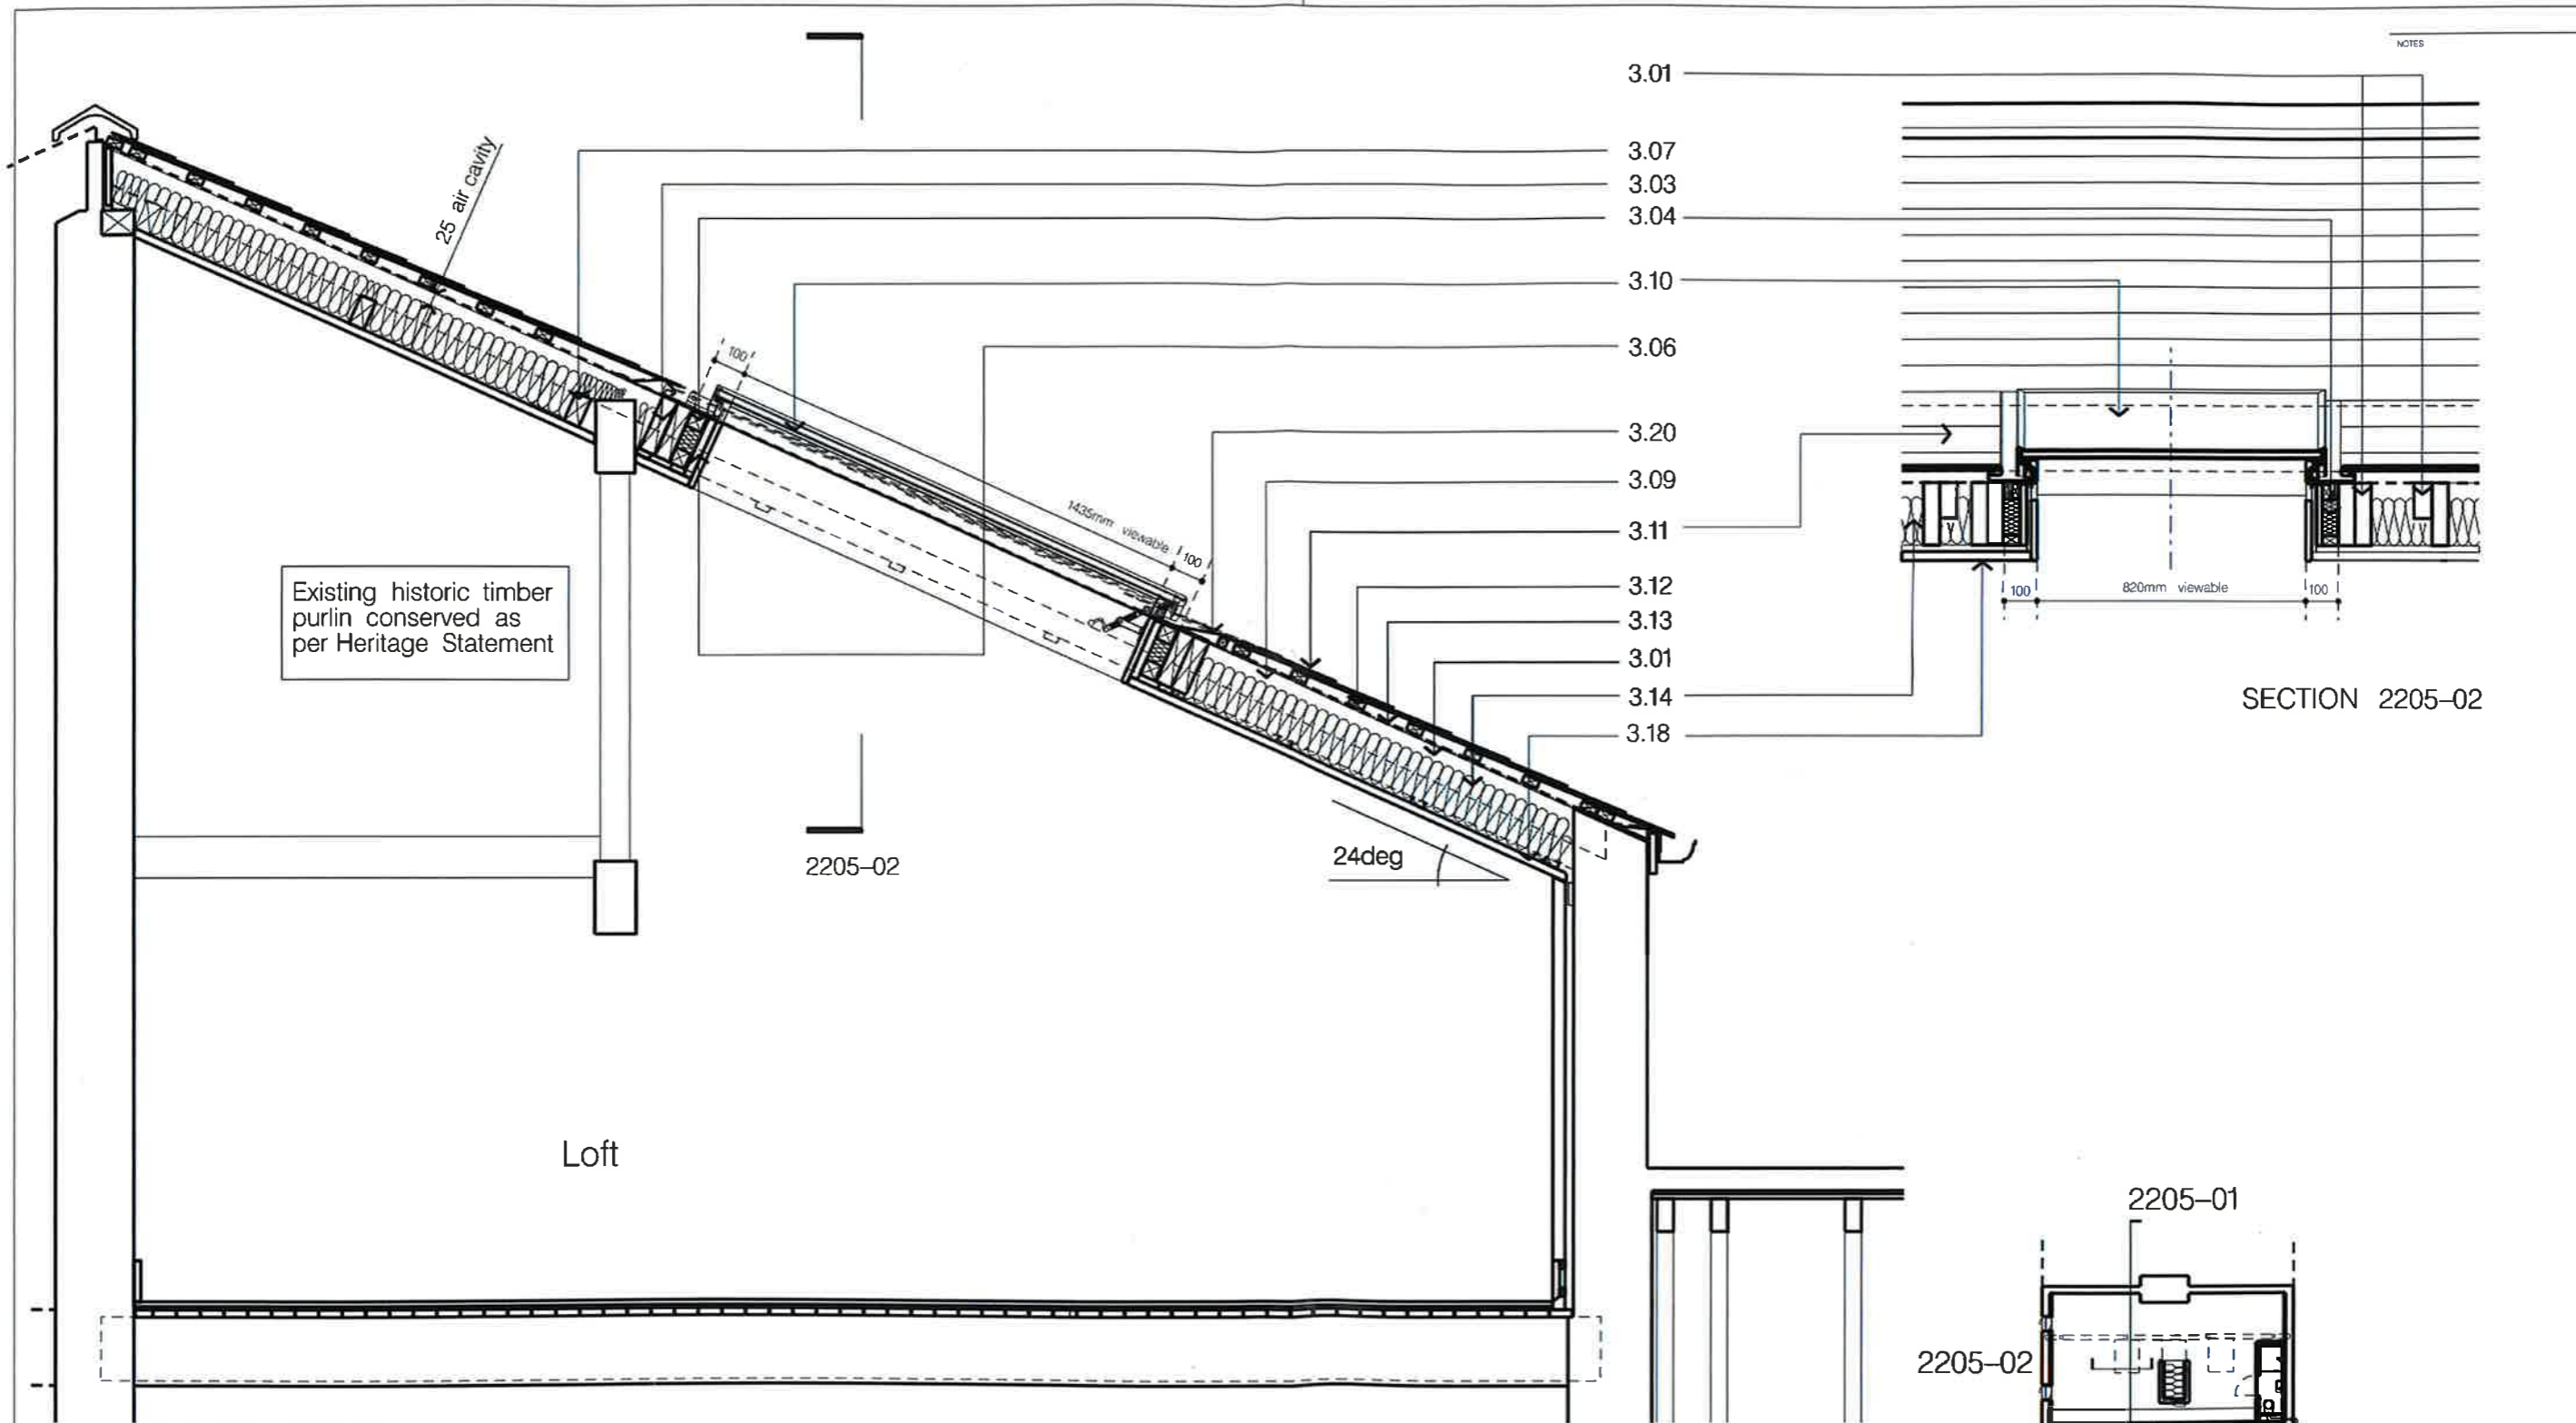 NOTES
3.01
3.07
3.03
3.04
3.10
3.06
3.20
3.09
3.11
3.12
3.13
3.01
3.14
3.18
25 air cavity
100
1435mm viewable
100
Existing historic timber
purlin conserved as
per Heritage Statement
2205-02
24deg
Loft
100
820mm viewable
100
SECTION 2205-02
2205-01
2205-02